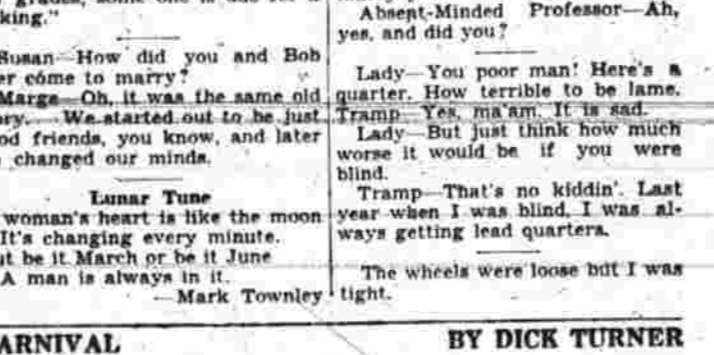 king."
Susan—How did you and Bob
er come to marry?
Marge—Oh, it was the same old
ory. We started out to be just
od friends, you know, and later
changed our minds.
Lunar Tune
woman's heart is like the moon
It's changing every minute.
ut be it March or be it June
A man is always in it.
—Mark Townley
Absent-Minded Professor—Ah,
yes, and did you?
Lady—You poor man! Here's a
quarter. How terrible to be lame.
Tramp—Yes, ma'am. It is sad.
Lady—But just think how much
worse it would be if you were
blind.
Tramp—That's no kiddin'. Last
year when I was blind, I was al-
ways getting lead quarters.
The wheels were loose but I was
tight.
ARNIVAL BY DICK TURNER